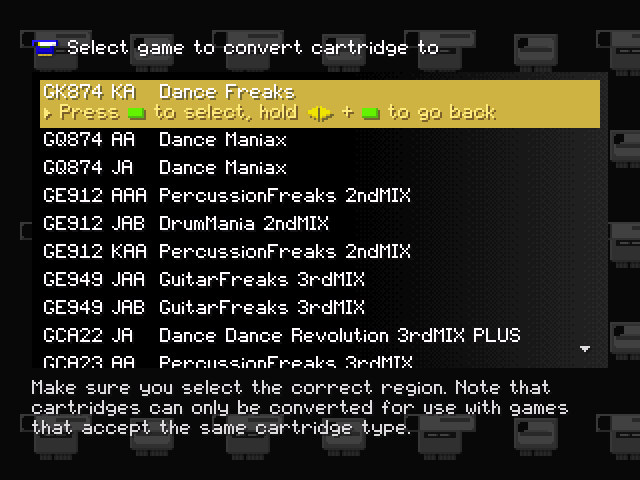 Select game to convert cartridge to
GK874 KA Dance Freaks
Press to select, hold + to go back
GQ874 AA Dance Maniax
GQ874 JA Dance Maniax
GE912 AAA PercussionFreaks 2ndMIX
GE912 JAB DrumMania 2ndMIX
GE912 KAA PercussionFreaks 2ndMIX
GE949 JAA GuitarFreaks 3rdMIX
GE949 JAB GuitarFreaks 3rdMIX
GCA22 JA Dance Dance Revolution 3rdMIX PLUS
GCA23 AA PercussionFreaks 3rdMIX
Make sure you select the correct region. Note that
cartridges can only be converted for use with games
that accept the same cartridge type.